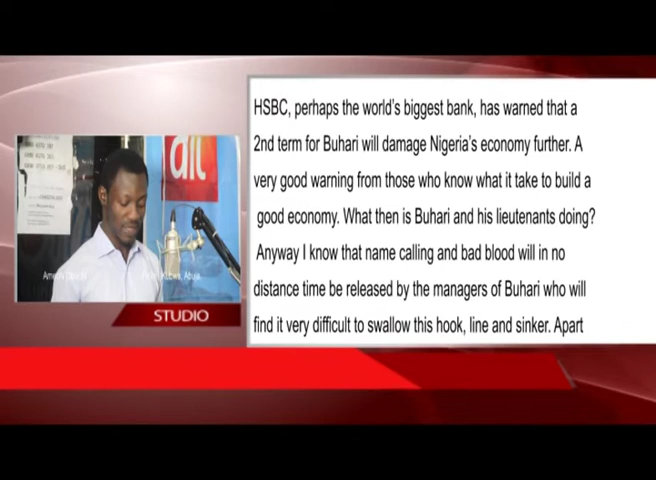 HSBC, perhaps the world's biggest bank, has warned that a
2nd term for Buhari will damage Nigeria's economy further. A
very good warning from those who know what it take to build a
good economy. What then is Buhari and his lieutenants doing?
Anyway I know that name calling and bad blood will in no
distance time be released by the managers of Buhari who will
find it very difficult to swallow this hook, line and sinker. Apart
STUDIO